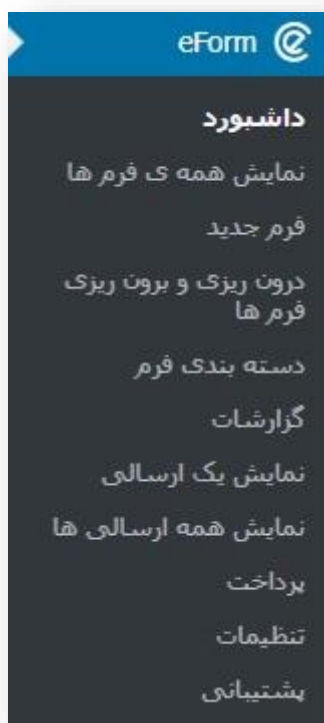 eForm
داشبورد
نمایش همه ی فرم ها
فرم جدید
درون ریزی و برون ریزی
فرم ها
دسته بندی فرم
گزارشات
نمایش یک ارسالی
نمایش همه ارسالی ها
پرداخت
تنظیمات
پشتیبانی